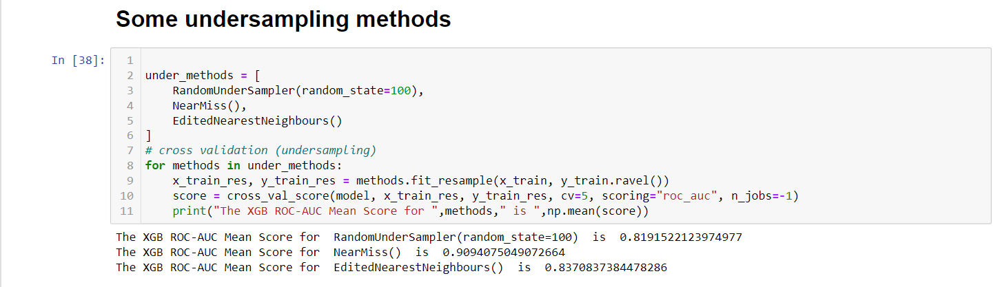 Some undersampling methods
In [38]:
1
2 under_methods = [
3     RandomUnderSampler(random_state=100),
4     NearMiss(),
5     EditedNearestNeighbours()
6 ]
7 # cross validation (undersampling)
8 for methods in under_methods:
9     x_train_res, y_train_res = methods.fit_resample(x_train, y_train.ravel())
10     score = cross_val_score(model, x_train_res, y_train_res, cv=5, scoring="roc_auc", n_jobs=-1)
11     print("The XGB ROC-AUC Mean Score for ",methods," is ",np.mean(score))
The XGB ROC-AUC Mean Score for  RandomUnderSampler(random_state=100)  is  0.8191522123974977
The XGB ROC-AUC Mean Score for  NearMiss()  is  0.9094075049072664
The XGB ROC-AUC Mean Score for  EditedNearestNeighbours()  is  0.8370837384478286